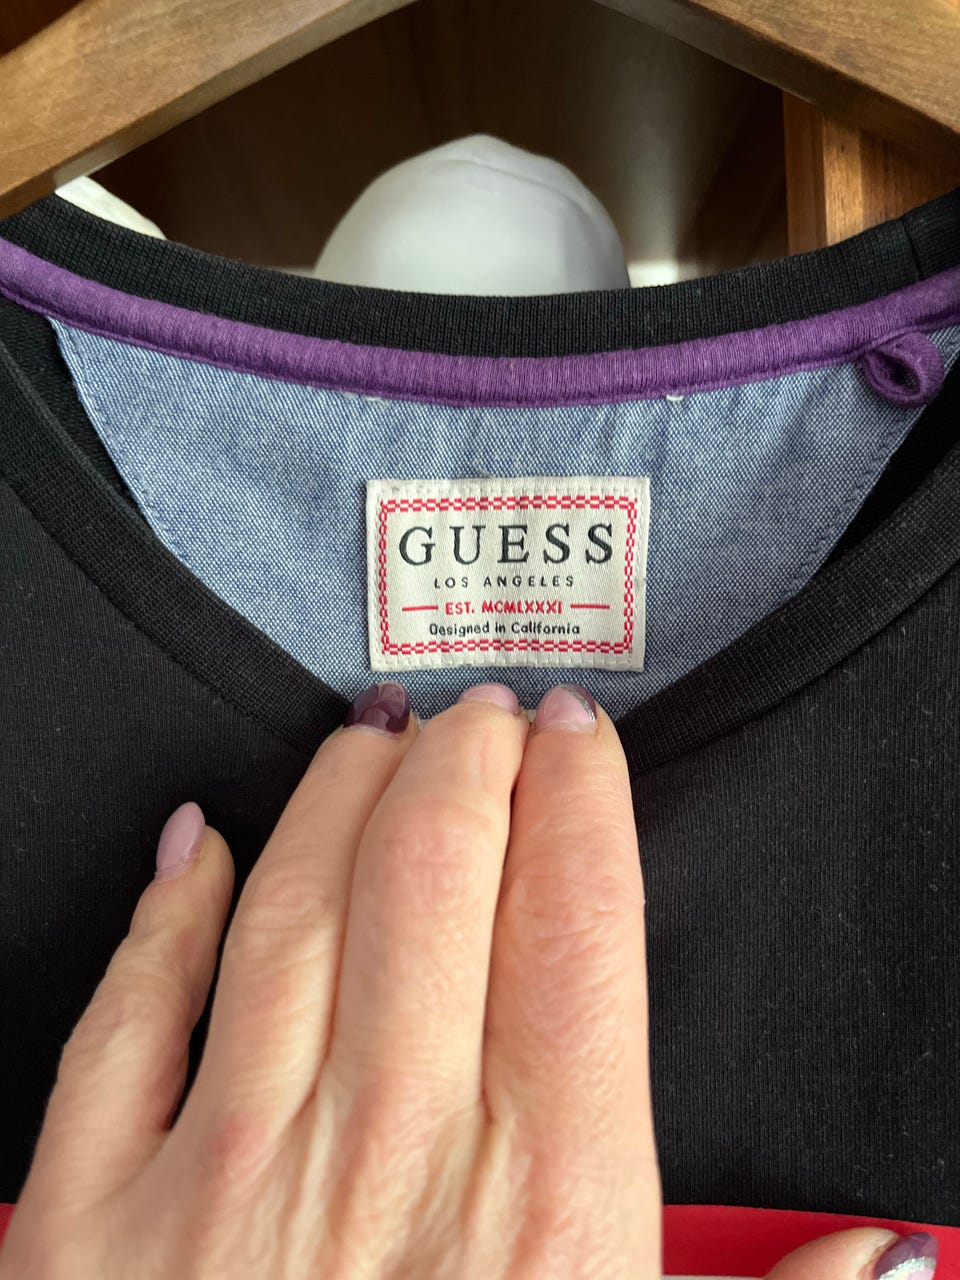 GUESS
LOS ANGELES
EST. MCMLXXXI
Designed in California